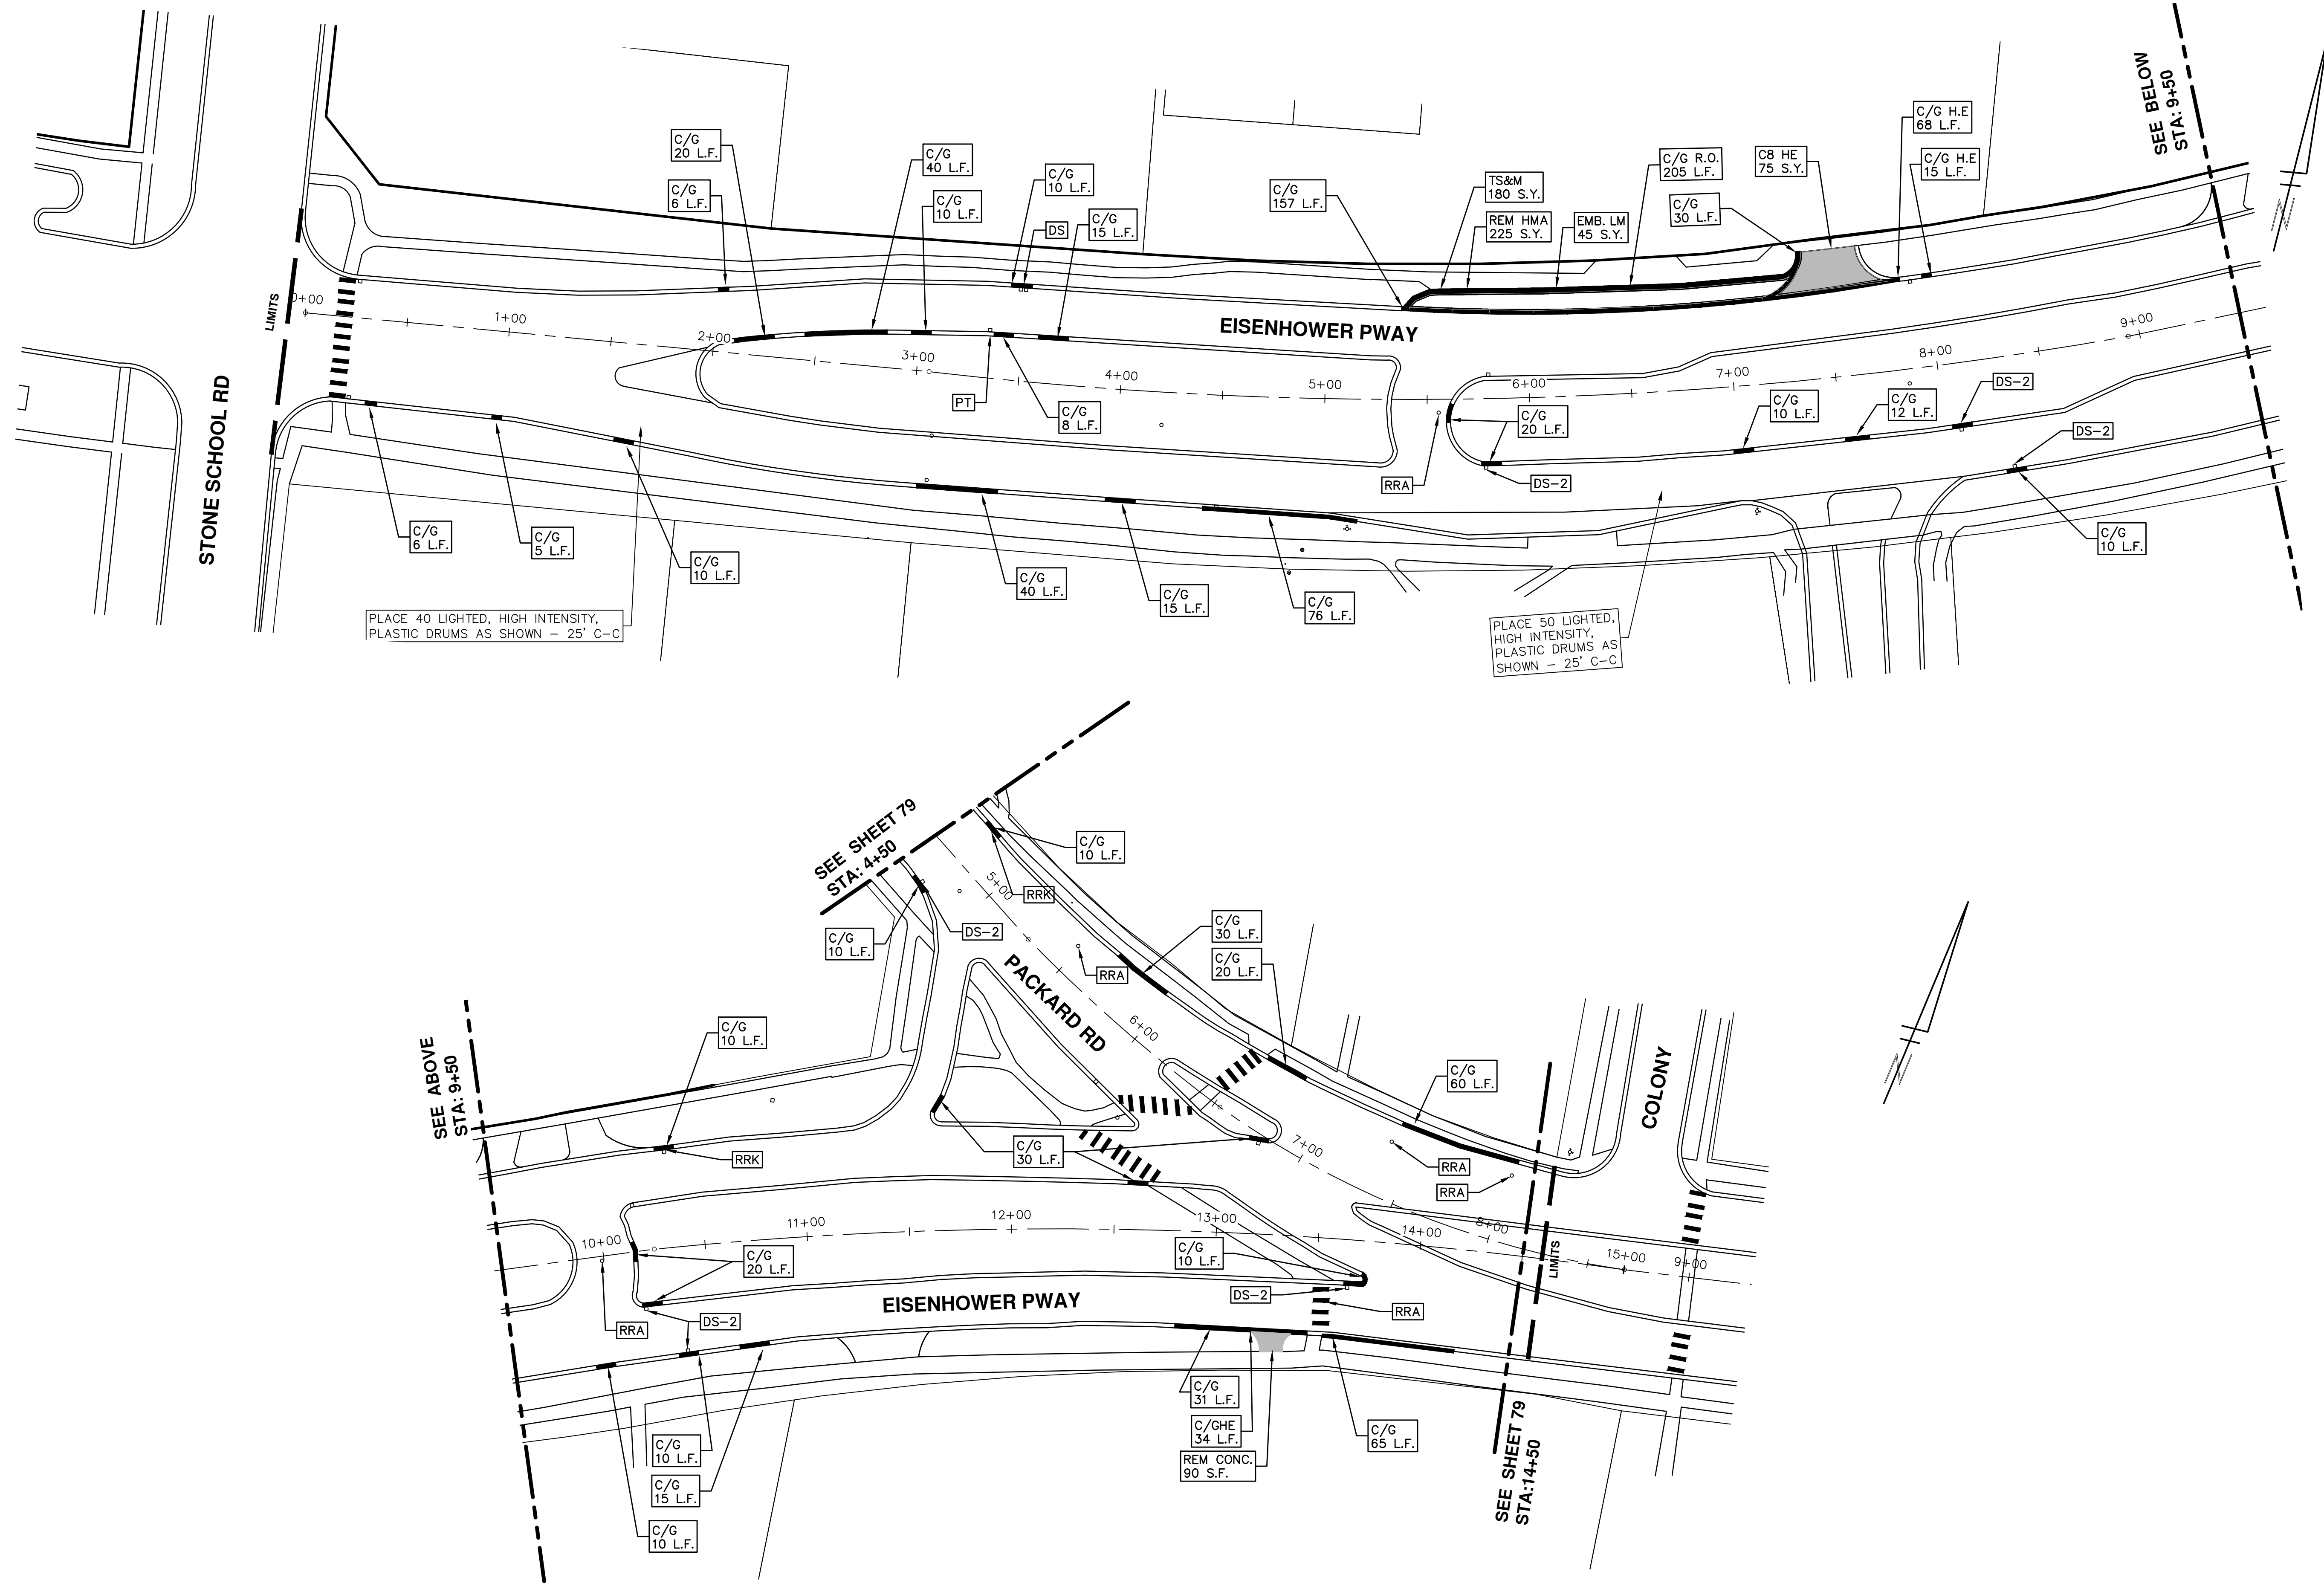 SEE BELOW
STA: 9+50
C/G
20 L.F.
C/G
6 L.F.
C/G
40 L.F.
C/G
10 L.F.
C/G
10 L.F.
DS
C/G
15 L.F.
C/G
157 L.F.
TS&M
180 S.Y.
REM HMA
225 S.Y.
EMB. LM
45 S.Y.
C/G R.O.
205 L.F.
C/G
30 L.F.
C8 HE
75 S.Y.
C/G H.E
68 L.F.
C/G H.E
15 L.F.
N
LIMITS
0+00
1+00
2+00
3+00
4+00
5+00
6+00
7+00
8+00
9+00
EISENHOWER PWAY
STONE SCHOOL RD
PT
C/G
8 L.F.
RRA
C/G
20 L.F.
DS-2
C/G
10 L.F.
C/G
12 L.F.
DS-2
DS-2
C/G
10 L.F.
C/G
6 L.F.
C/G
5 L.F.
C/G
10 L.F.
C/G
40 L.F.
C/G
15 L.F.
C/G
76 L.F.
PLACE 40 LIGHTED, HIGH INTENSITY,
PLASTIC DRUMS AS SHOWN - 25' C-C
PLACE 50 LIGHTED,
HIGH INTENSITY,
PLASTIC DRUMS AS
SHOWN - 25' C-C
SEE SHEET 79
STA: 4+50
C/G
10 L.F.
RRK
5+00
C/G
10 L.F.
DS-2
C/G
30 L.F.
C/G
20 L.F.
RRA
PACKARD RD
6+00
N
SEE ABOVE
STA: 9+50
C/G
10 L.F.
RRK
C/G
30 L.F.
7+00
C/G
60 L.F.
RRA
RRA
COLONY
10+00
11+00
12+00
13+00
14+00
8+00
15+00
9+00
LIMITS
C/G
20 L.F.
C/G
10 L.F.
DS-2
RRA
RRA
DS-2
EISENHOWER PWAY
C/G
31 L.F.
C/GHE
34 L.F.
REM CONC.
90 S.F.
C/G
65 L.F.
C/G
10 L.F.
C/G
15 L.F.
C/G
10 L.F.
SEE SHEET 79
STA:14+50